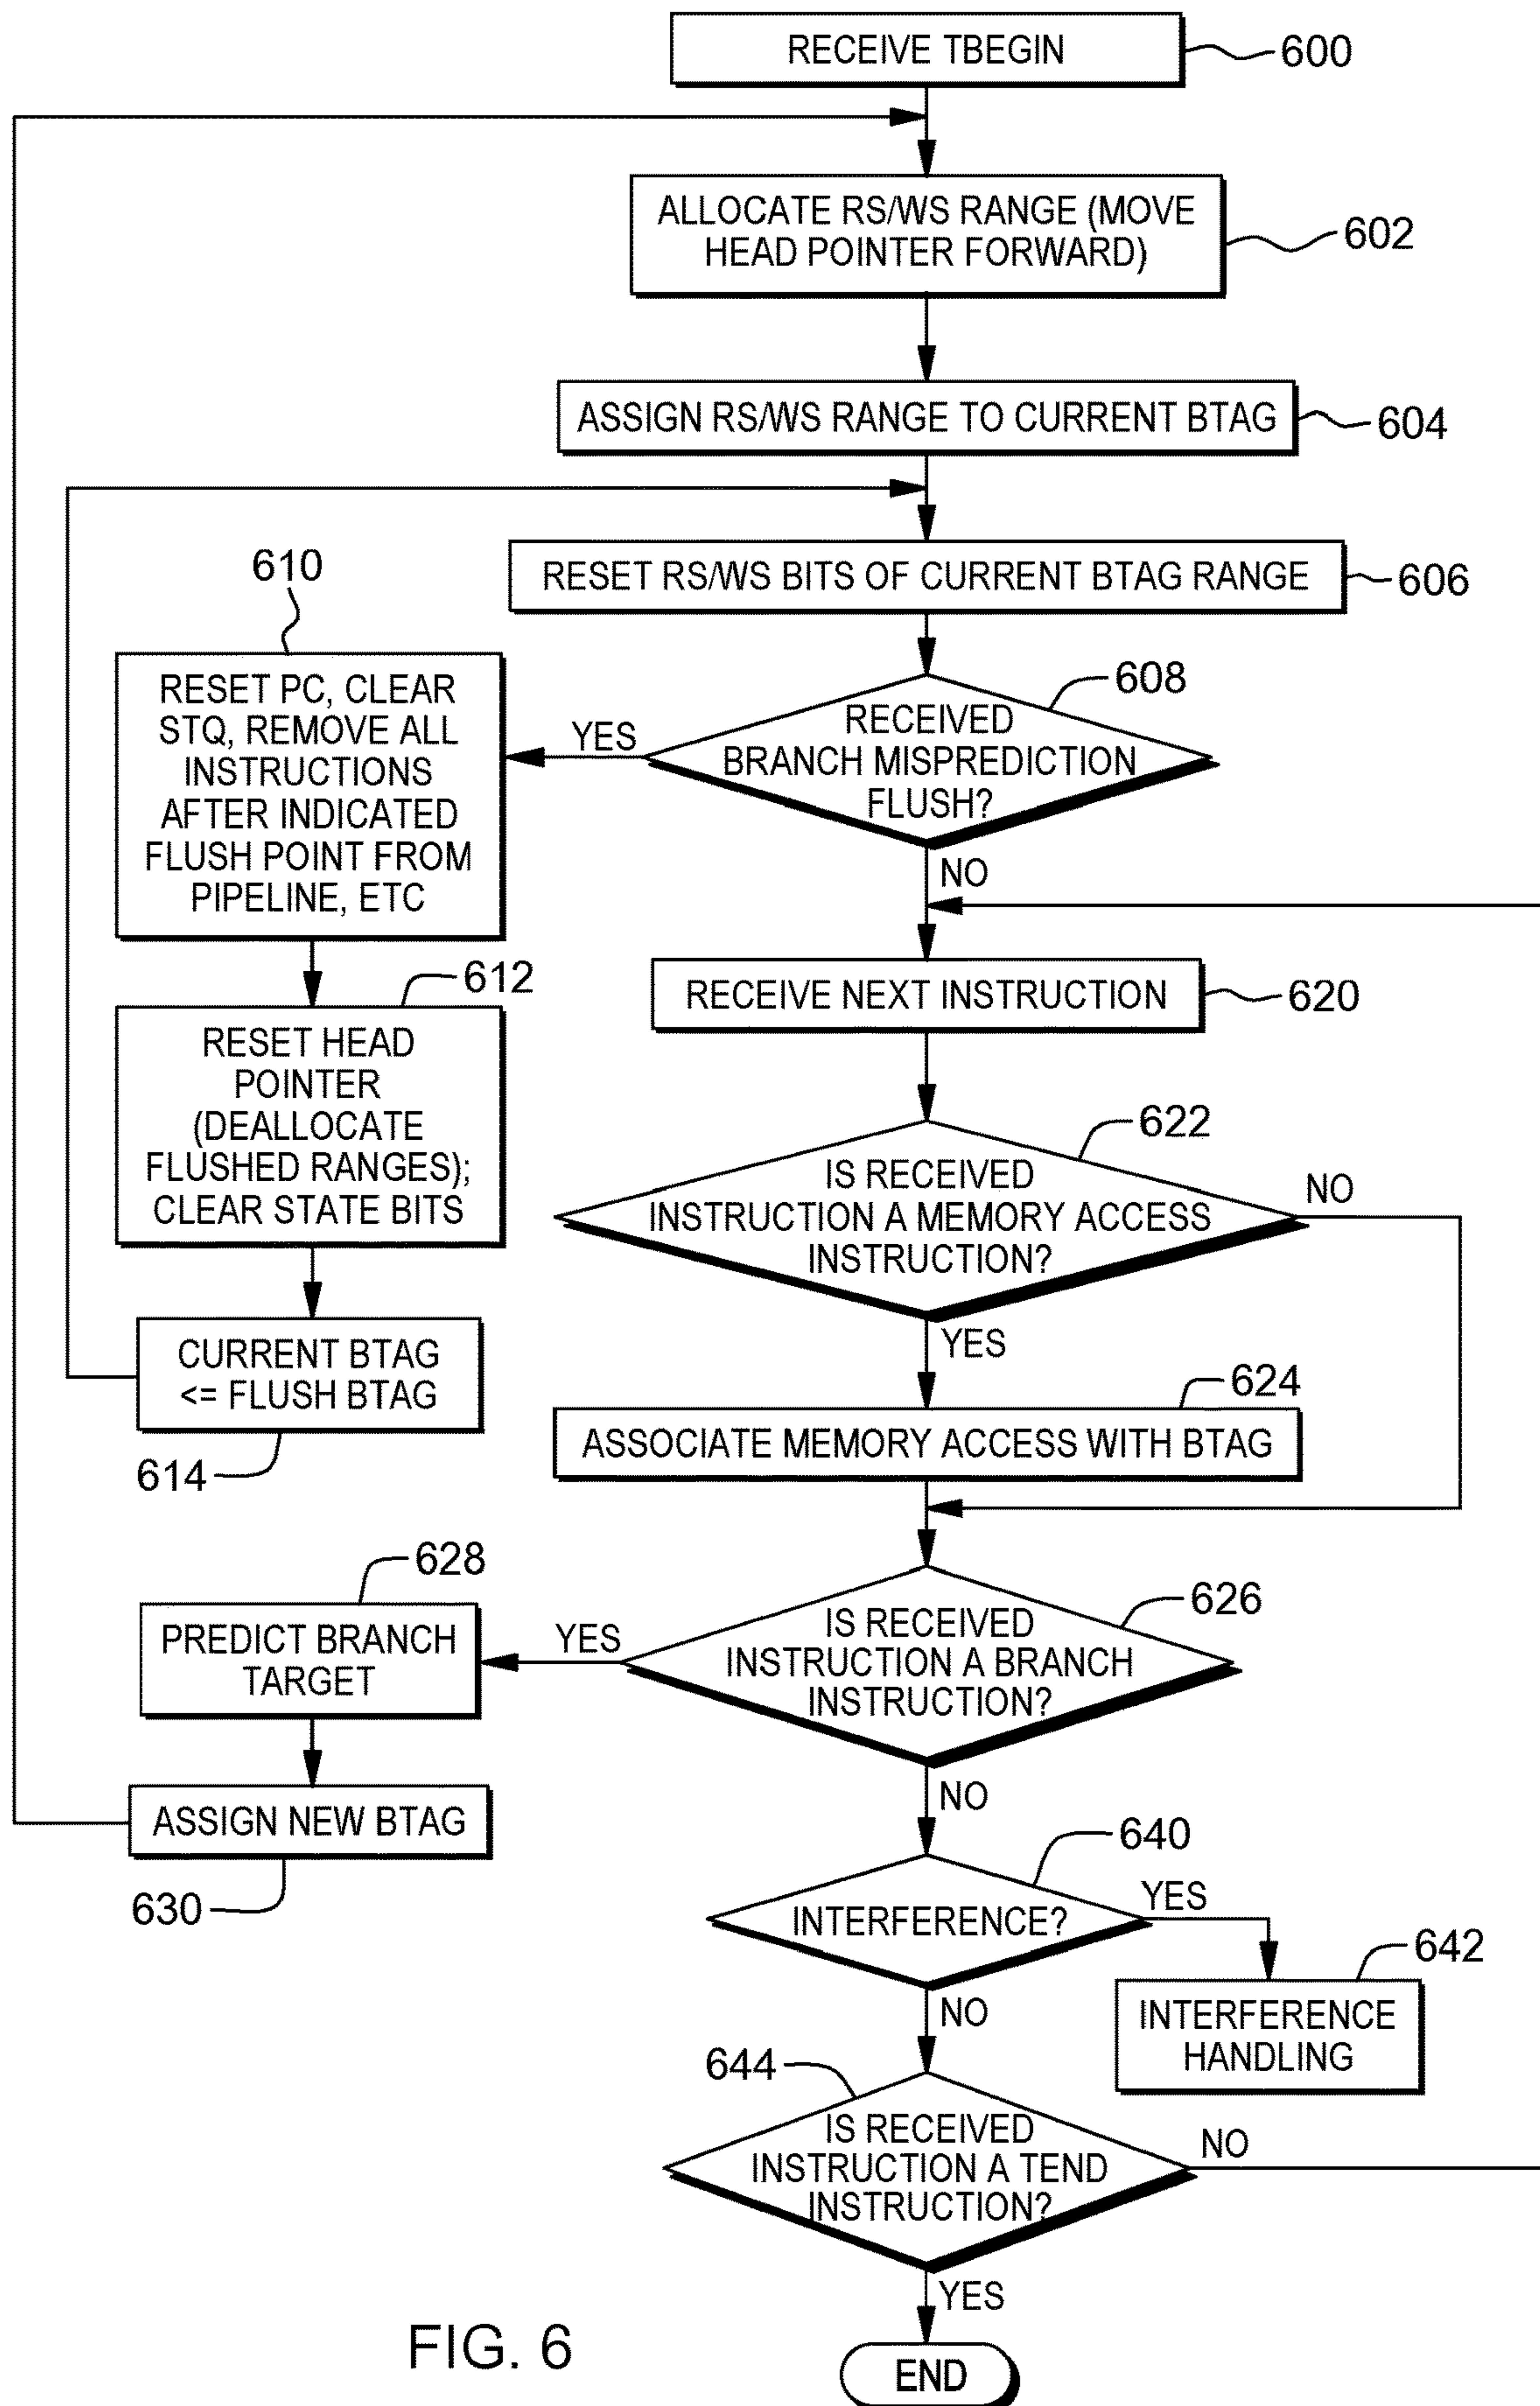 RECEIVE TBEGIN
600
ALLOCATE RS/WS RANGE (MOVE
HEAD POINTER FORWARD)
602
ASSIGN RS/WS RANGE TO CURRENT BTAG
604
RESET RS/WS BITS OF CURRENT BTAG RANGE
606
RECEIVED
BRANCH MISPREDICTION
FLUSH?
608
YES
NO
610
RESET PC, CLEAR
STQ, REMOVE ALL
INSTRUCTIONS
AFTER INDICATED
FLUSH POINT FROM
PIPELINE, ETC
612
RESET HEAD
POINTER
(DEALLOCATE
FLUSHED RANGES);
CLEAR STATE BITS
CURRENT BTAG
<= FLUSH BTAG
614
RECEIVE NEXT INSTRUCTION
620
IS RECEIVED
INSTRUCTION A MEMORY ACCESS
INSTRUCTION?
622
NO
YES
624
ASSOCIATE MEMORY ACCESS WITH BTAG
IS RECEIVED
INSTRUCTION A BRANCH
INSTRUCTION?
626
YES
NO
628
PREDICT BRANCH
TARGET
ASSIGN NEW BTAG
630
INTERFERENCE?
640
YES
NO
642
INTERFERENCE
HANDLING
644
IS RECEIVED
INSTRUCTION A TEND
INSTRUCTION?
NO
YES
END
FIG. 6